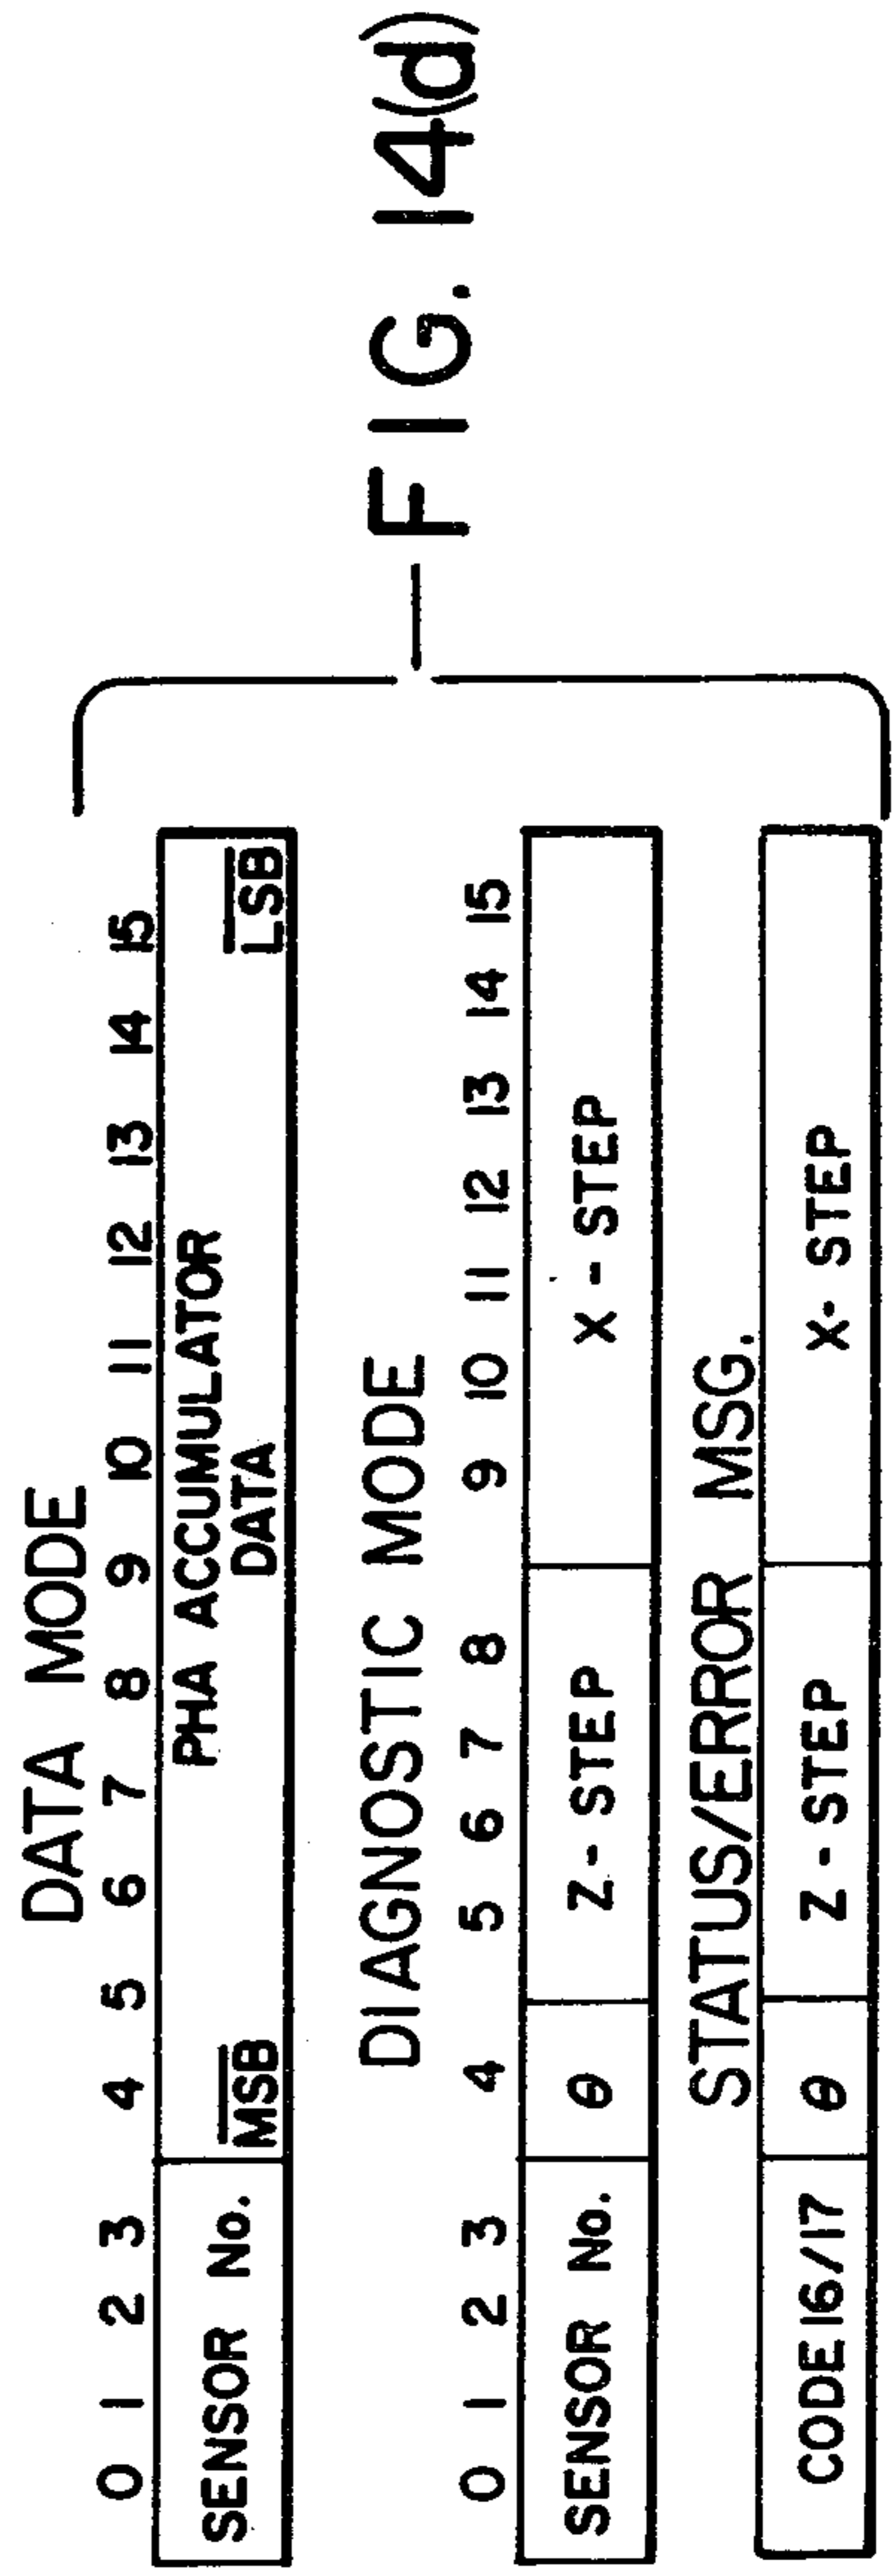 DATA MODE
0 1 2 3 4 5 6 7 8 9 10 11 12 13 14 15
SENSOR No. MSB PHA ACCUMULATOR DATA LSB
DIAGNOSTIC MODE
0 1 2 3 4 5 6 7 8 9 10 11 12 13 14 15
SENSOR No. θ Z-STEP X-STEP
STATUS/ERROR MSG.
CODE 16/17 θ Z-STEP X-STEP
FIG. 14(d)